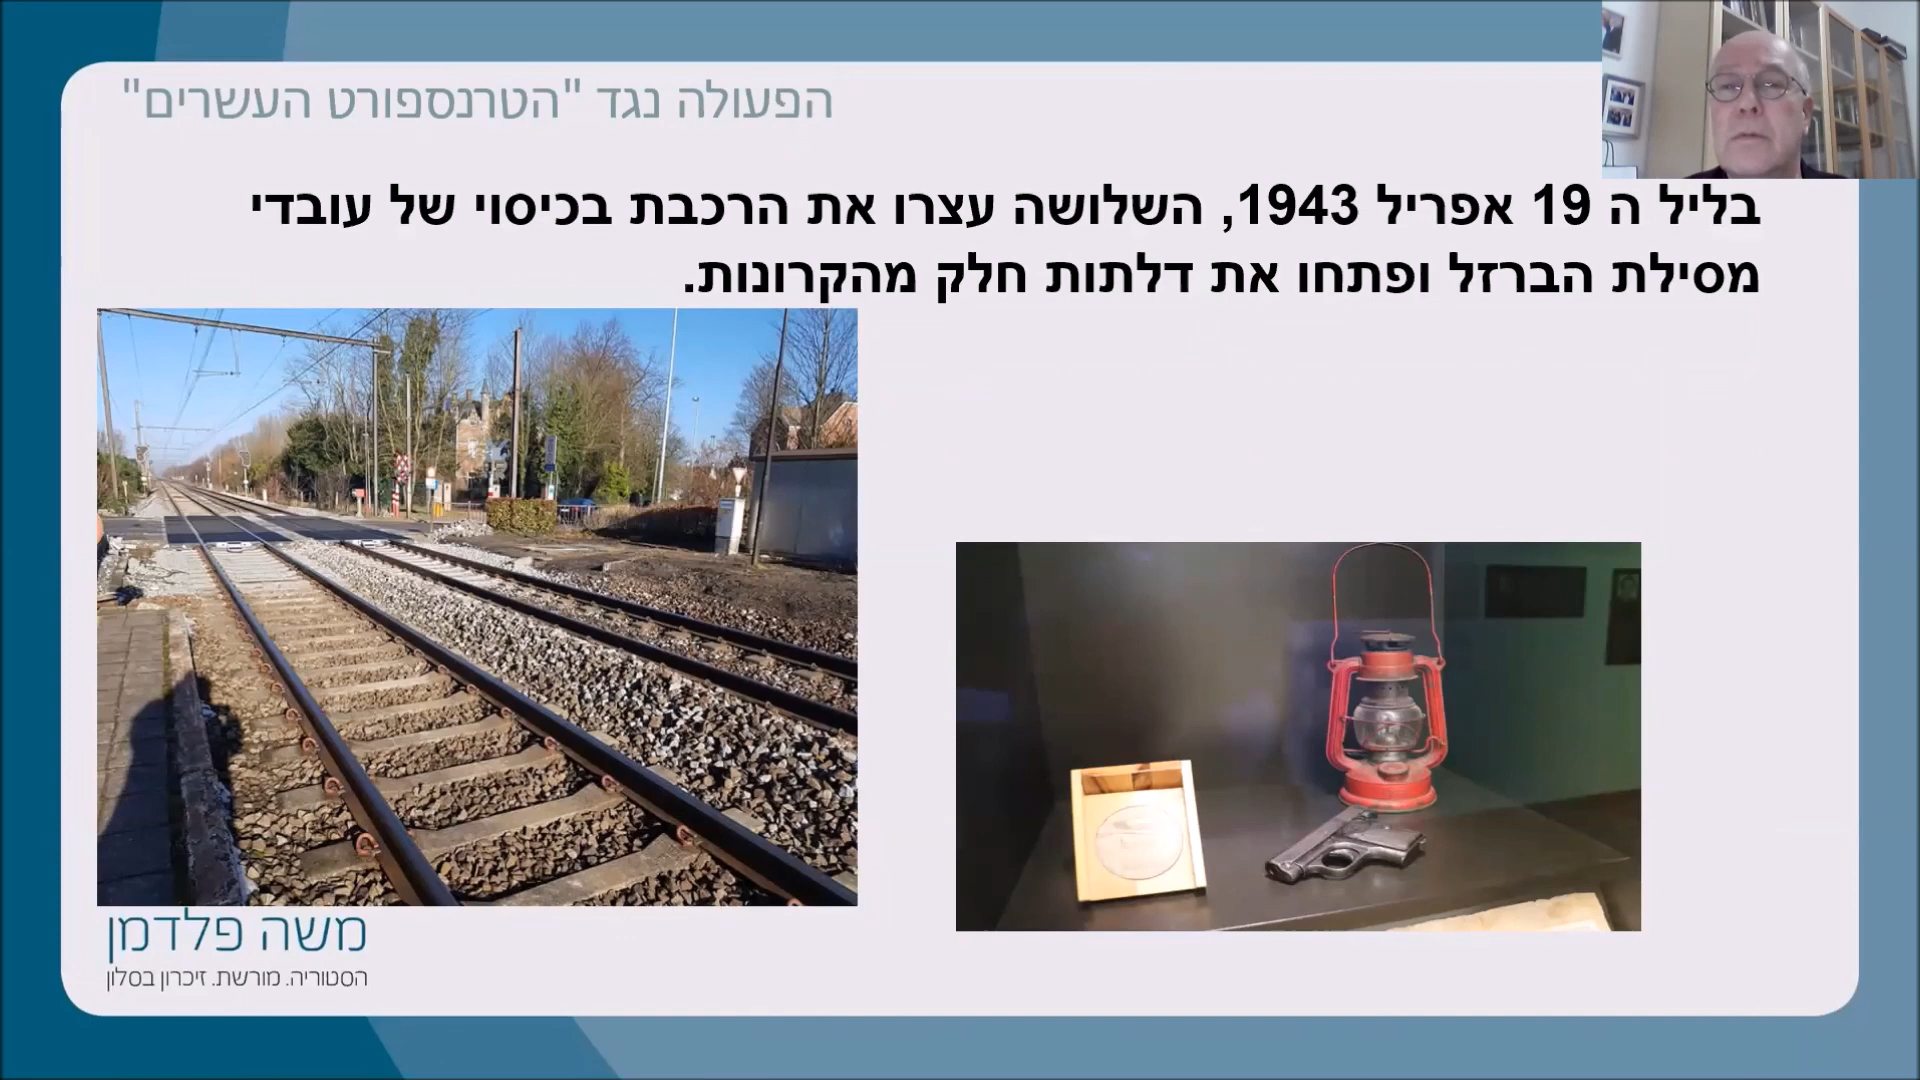 הפעולה נגד "הטרנספורט העשרים"
בליל ה 19 אפריל 1943, השלושה עצרו את הרכבת בכיסוי של עובדי
מסילת הברזל ופתחו את דלתות חלק מהקרונות.
משה פלדמן
הסטוריה. מורשת. זיכרון בסלון